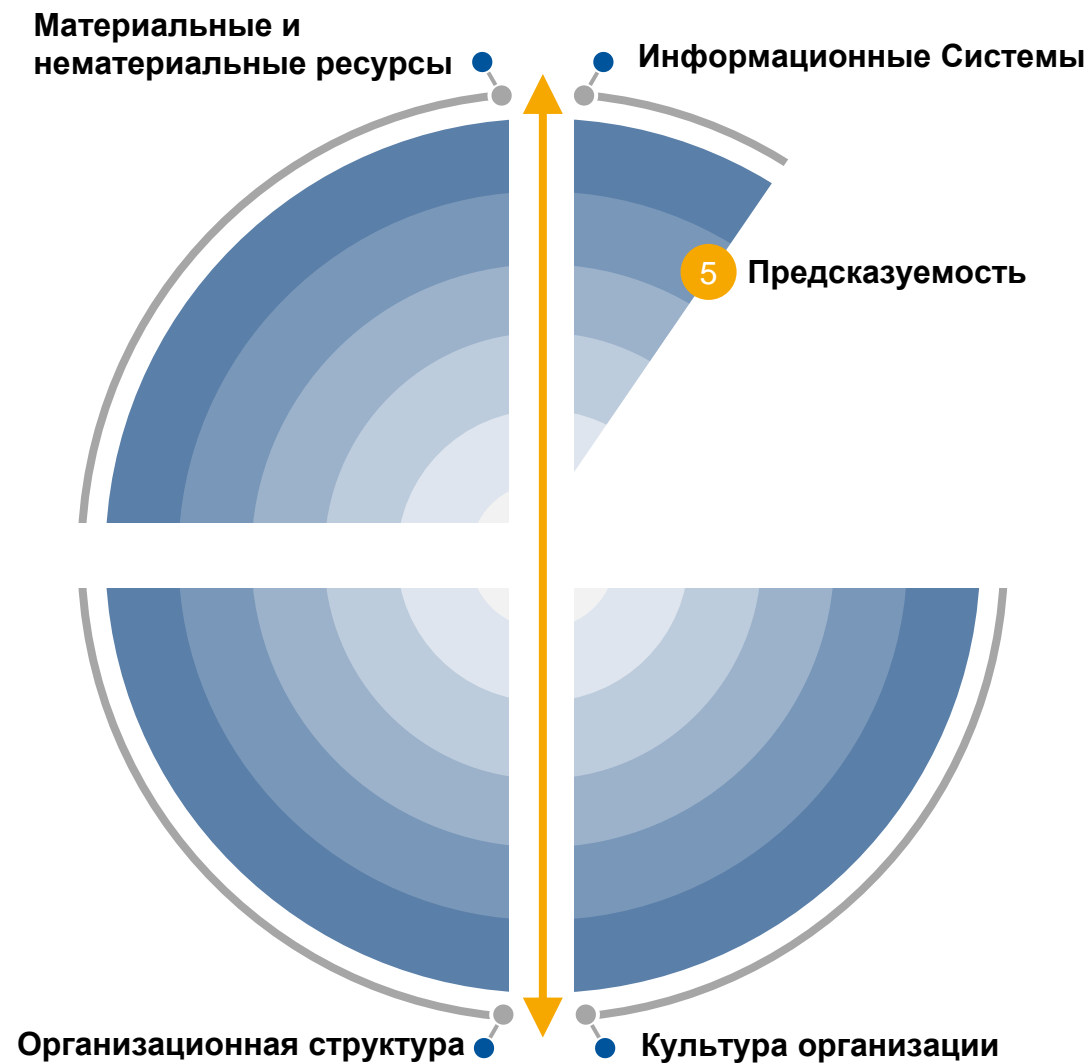 Материальные и
нематериальные ресурсы
Информационные Системы
5 Предсказуемость
Организационная структура
Культура организации